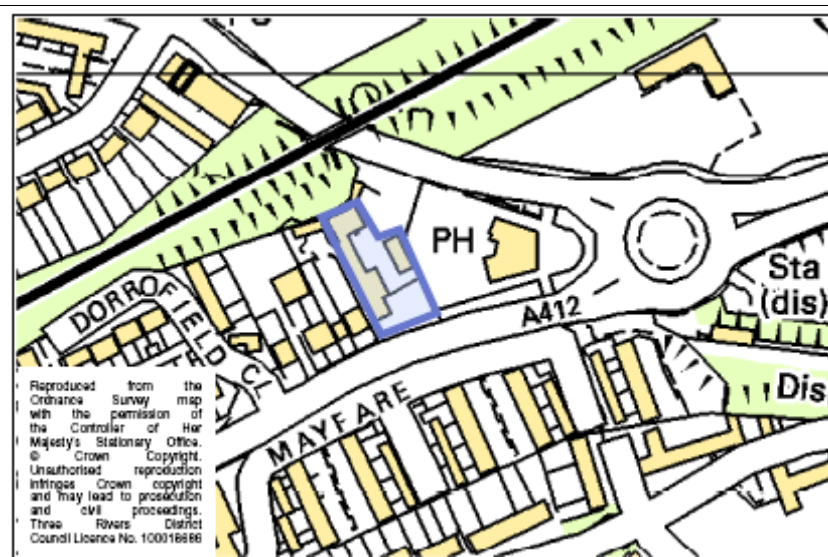 PH
Sta
(dis)
A412
DORROFIELD CL
Dis
MAYFARE
Reproduced from the
Ordnance Survey map
with the permission of
the Controller of Her
Majesty's Stationary Office.
© Crown Copyright.
Unauthorised reproduction
infringes Crown copyright
and may lead to prosecution
and civil proceedings.
Three Rivers District
Council Licence No. 100018686